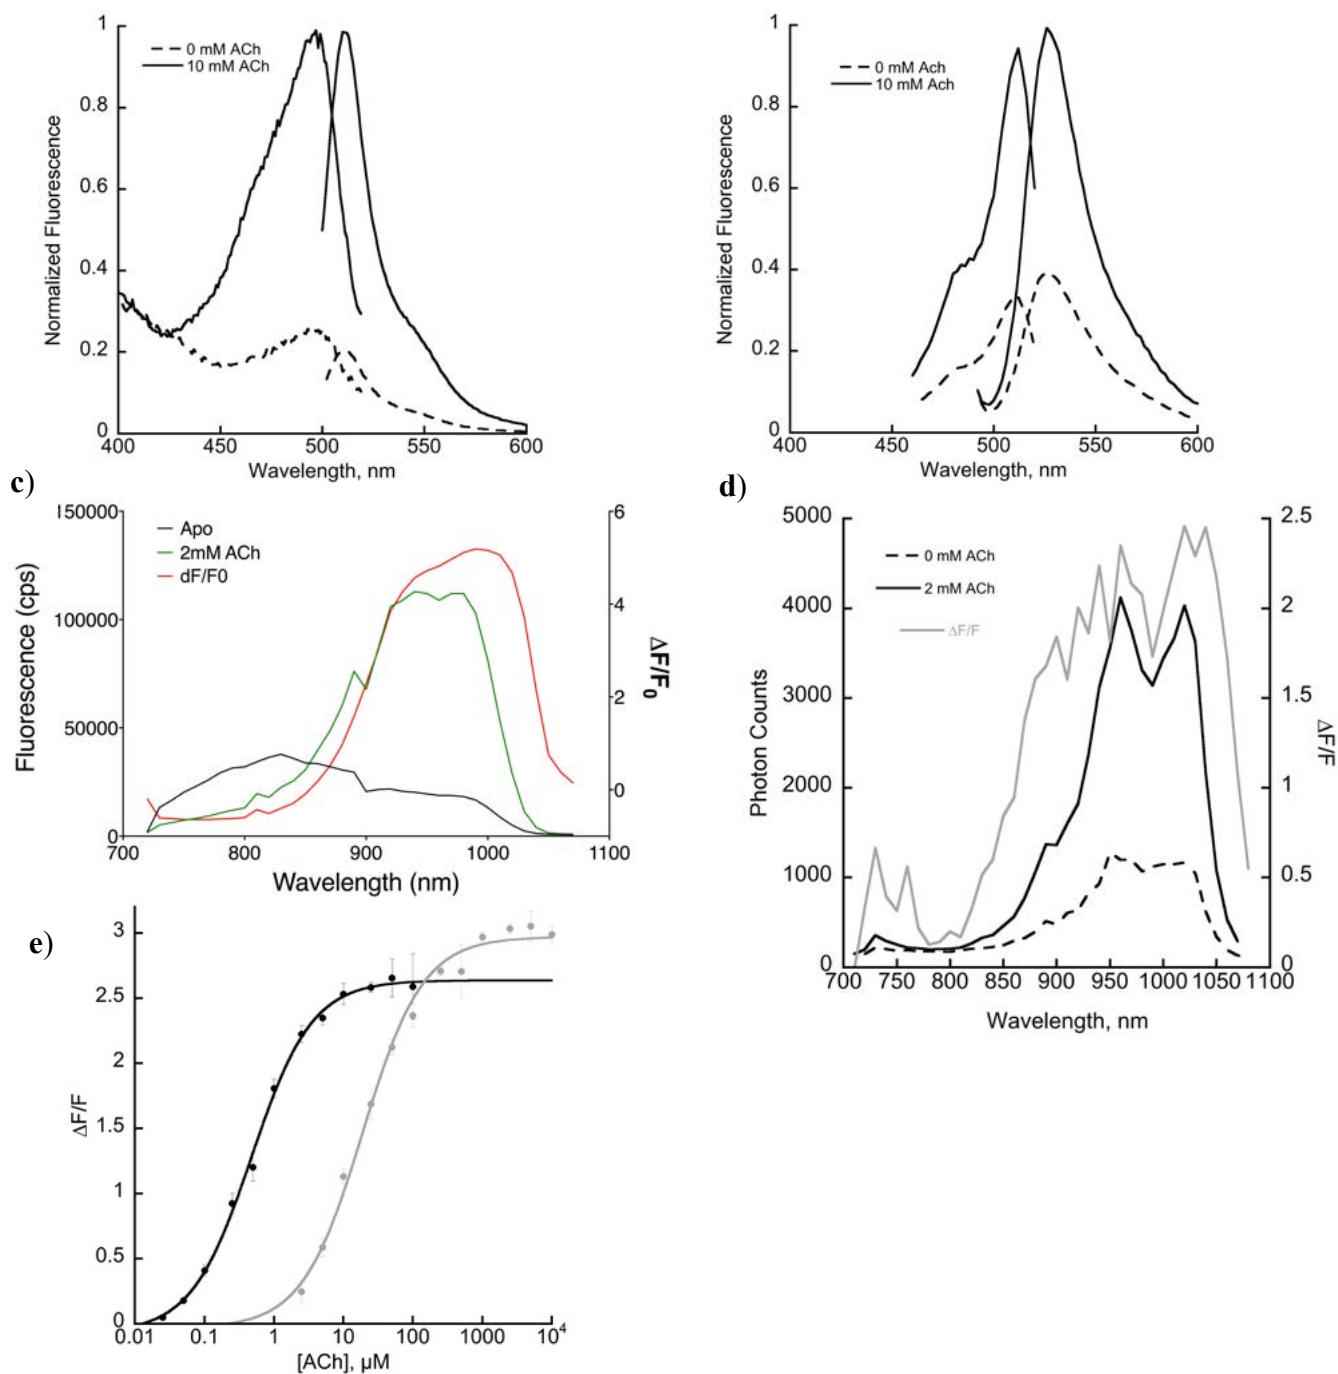 1
0.8
0.6
0.4
0.2
0
Normalized Fluorescence
0 mM ACh
10 mM ACh
400 450 500 550 600
Wavelength, nm
1
0.8
0.6
0.4
0.2
0
Normalized Fluorescence
0 mM Ach
10 mM Ach
400 450 500 550 600
Wavelength, nm
c)
150000
100000
50000
0
Fluorescence (cps)
Apo
2mM ACh
dF/F0
6
4
2
0
ΔF/F0
700 800 900 1000 1100
Wavelength (nm)
d)
5000
4000
3000
2000
1000
0
Photon Counts
0 mM ACh
2 mM ACh
ΔF/F
2.5
2
1.5
1
0.5
0
ΔF/F
700 750 800 850 900 950 1000 1050 1100
Wavelength, nm
e)
3
2.5
2
1.5
1
0.5
0
ΔF/F
0.01 0.1 1 10 100 1000 10⁴
[ACh], µM